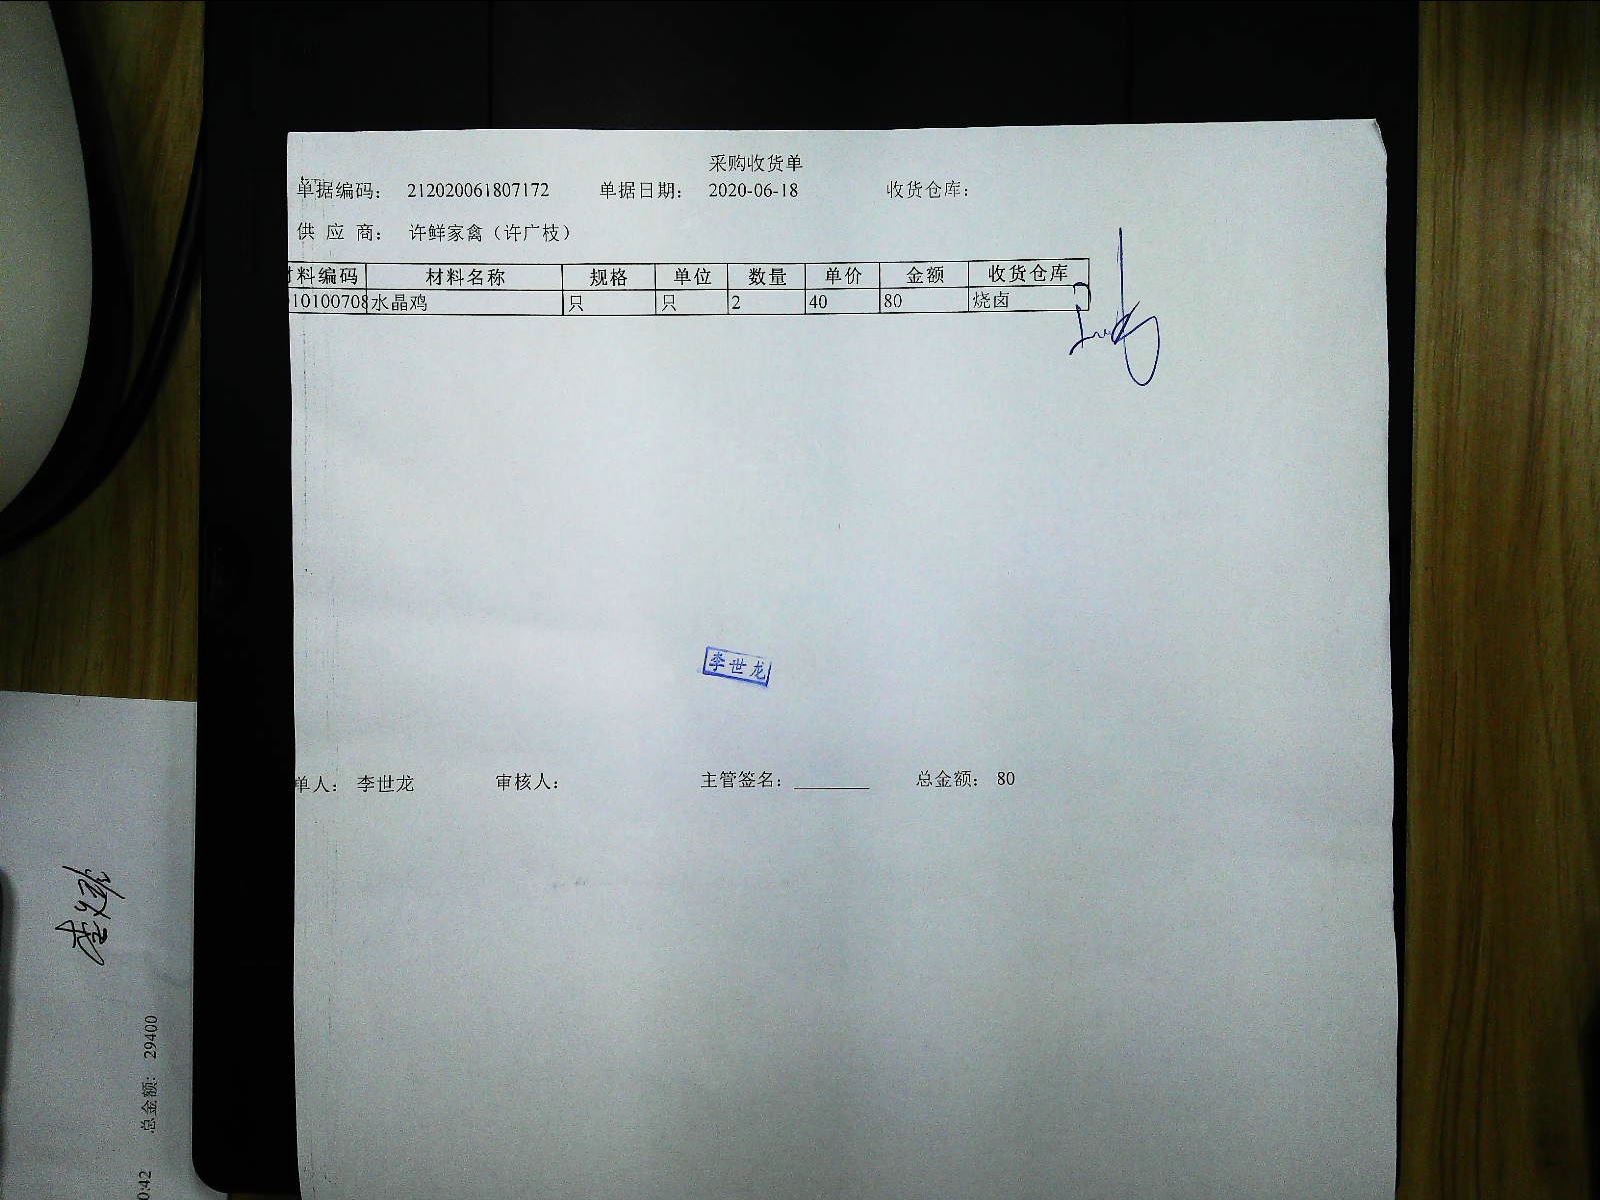 采购收货单
单据编码： 212020061807172 单据日期： 2020-06-18 收货仓库：
供 应 商： 许鲜家禽（许广枝）
材料编码 材料名称 规格 单位 数量 单价 金额 收货仓库
10100708 水晶鸡 只 只 2 40 80 烧卤
李世龙
单人： 李世龙 审核人： 主管签名： 总金额： 80
总金额： 29400
0:42